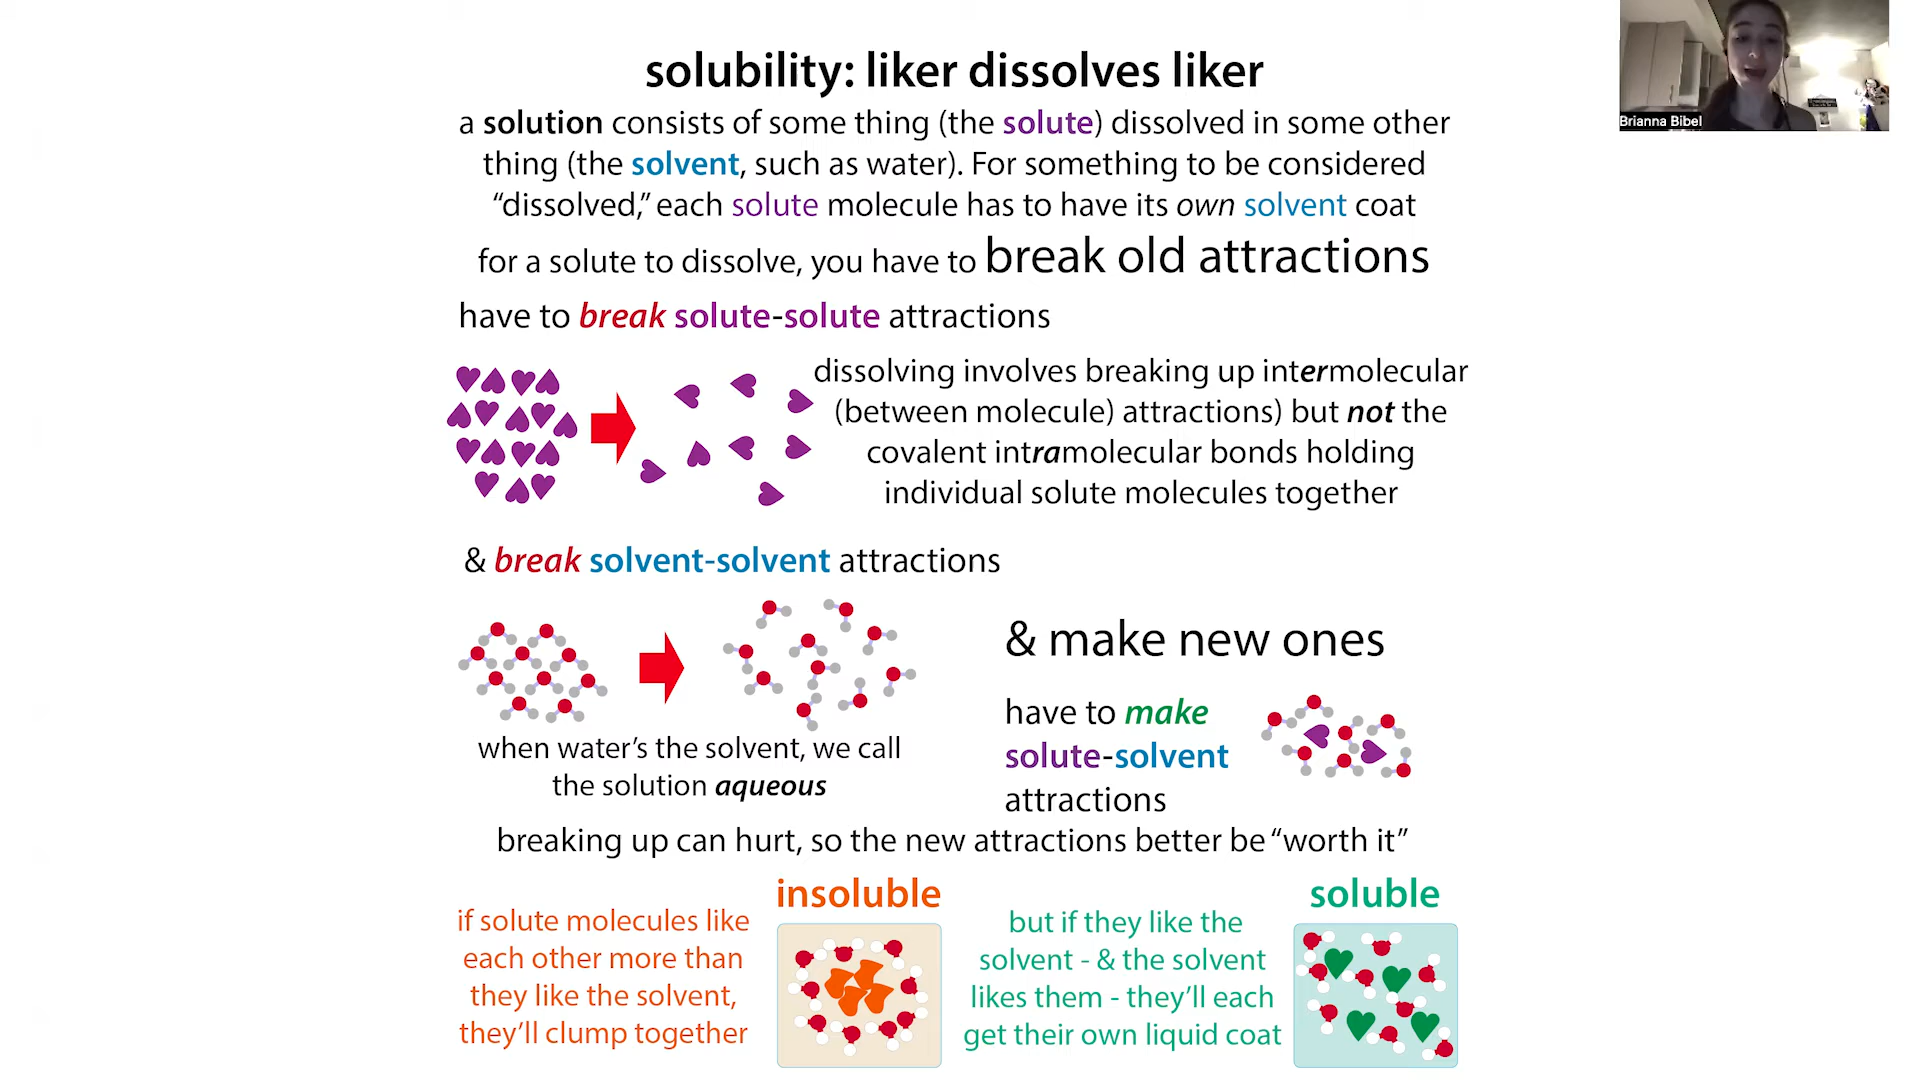 solubility: liker dissolves liker
Brianna Bibel
a solution consists of some thing (the solute) dissolved in some other
thing (the solvent, such as water). For something to be considered
“dissolved,” each solute molecule has to have its own solvent coat
for a solute to dissolve, you have to break old attractions
have to break solute-solute attractions
dissolving involves breaking up intermolecular
(between molecule) attractions) but not the
covalent intramolecular bonds holding
individual solute molecules together
& break solvent-solvent attractions
when water’s the solvent, we call
the solution aqueous
& make new ones
have to make
solute-solvent
attractions
breaking up can hurt, so the new attractions better be “worth it”
insoluble
if solute molecules like
each other more than
they like the solvent,
they’ll clump together
soluble
but if they like the
solvent - & the solvent
likes them - they’ll each
get their own liquid coat